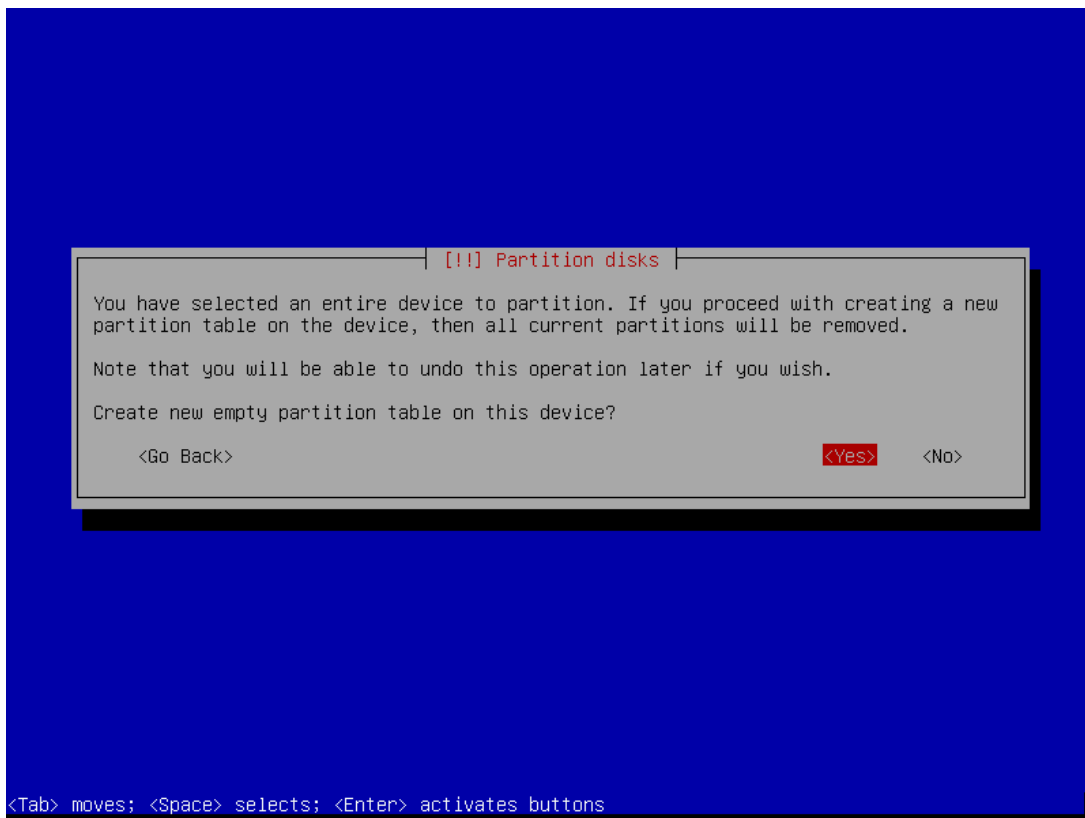 [!!] Partition disks
You have selected an entire device to partition. If you proceed with creating a new
partition table on the device, then all current partitions will be removed.
Note that you will be able to undo this operation later if you wish.
Create new empty partition table on this device?
<Go Back> <Yes> <No>
<Tab> moves; <Space> selects; <Enter> activates buttons